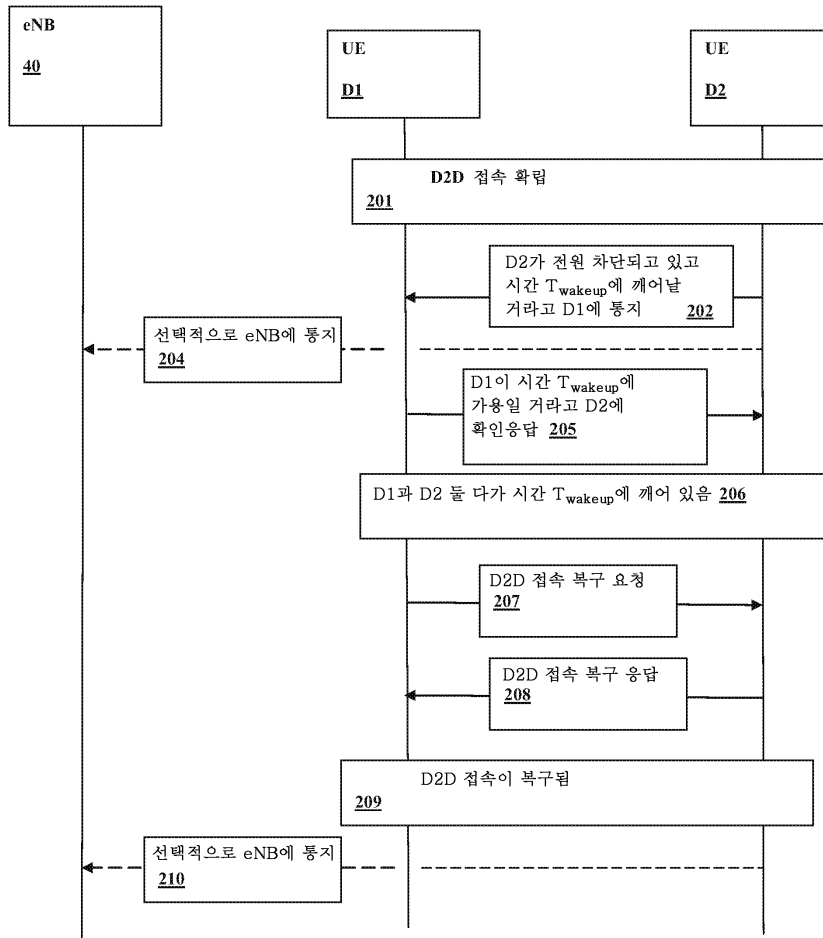 eNB
40
UE
D1
UE
D2
D2D 접속 확립
201
D2가 전원 차단되고 있고
시간 Twakeup에 깨어날
거라고 D1에 통지 202
선택적으로 eNB에 통지
204
D1이 시간 Twakeup에
가용일 거라고 D2에
확인응답 205
D1과 D2 둘 다가 시간 Twakeup에 깨어 있음 206
D2D 접속 복구 요청
207
D2D 접속 복구 응답
208
D2D 접속이 복구됨
209
선택적으로 eNB에 통지
210